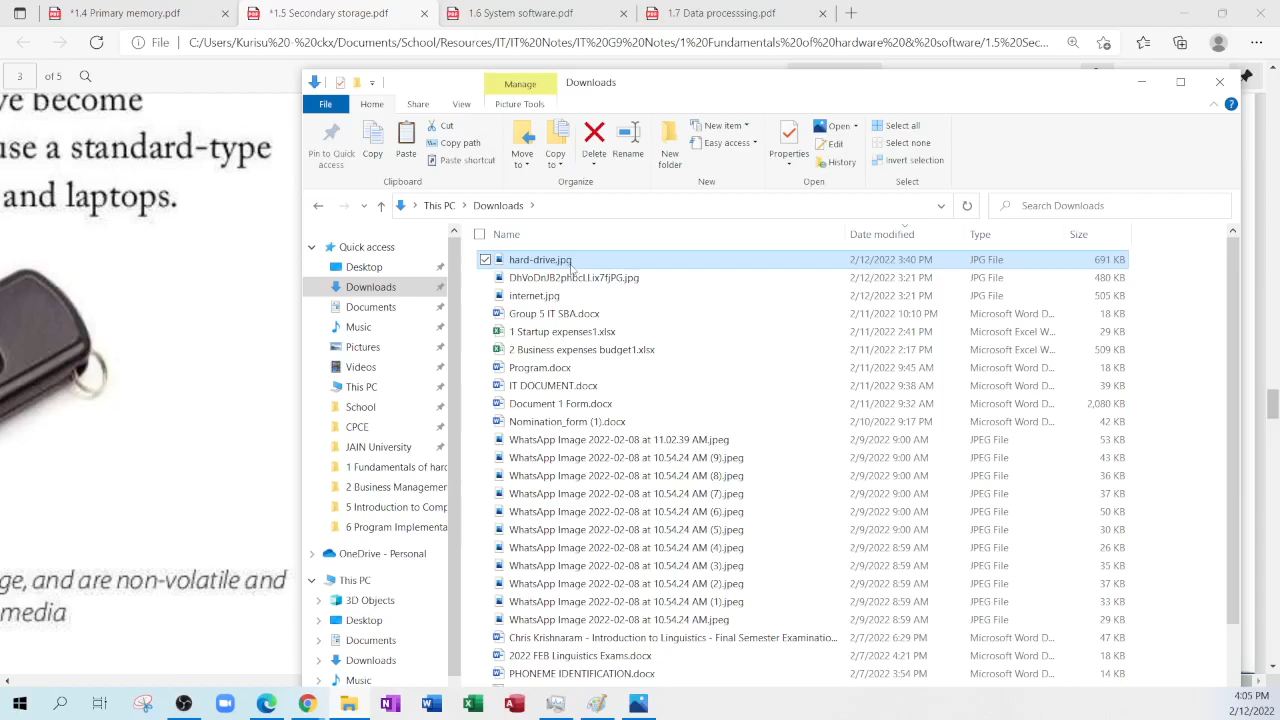 *1.4 Primary memory.pdf
*1.5 Secondary storage.pdf
1.6 System software.pdf
1.7 Data processsing.pdf
File
C:/Users/Kurisu%20-%20ckx/Documents/School/Resources/IT/IT%20Notes/IT%20G9%20Notes/1%20Fundamentals%20of%20hardware%20&%20software/1.5%20Sec...
3
of 5
ve become
use a standard-type
and laptops.
ge, and are non-volatile and
media
Manage
Downloads
File
Home
Share
View
Picture Tools
Pin to Quick access
Copy
Paste
Cut
Copy path
Paste shortcut
Clipboard
Move to
Copy to
Delete
Rename
Organize
New folder
New item
Easy access
New
Properties
Open
Edit
History
Open
Select all
Select none
Invert selection
Select
This PC
Downloads
Search Downloads
Quick access
Desktop
Downloads
Documents
Music
Pictures
Videos
This PC
School
CPCE
JAIN University
1 Fundamentals of hard
2 Business Managemen
5 Introduction to Comp
6 Program Implementa
OneDrive - Personal
This PC
3D Objects
Desktop
Documents
Downloads
Music
Name Date modified Type Size
hard-drive.jpg 2/12/2022 3:40 PM JPG File 691 KB
2/12/2022 3:21 PM JPG File 480 KB
internet.jpg 2/12/2022 3:21 PM JPG File 505 KB
Group 5 IT SBA.docx 2/11/2022 10:10 PM Microsoft Word D... 18 KB
1 Startup expenses1.xlsx 2/11/2022 2:41 PM Microsoft Excel W... 29 KB
2 Business expenses budget1.xlsx 2/11/2022 2:17 PM Microsoft Excel W... 509 KB
Program.docx 2/11/2022 9:45 AM Microsoft Word D... 18 KB
IT DOCUMENT.docx 2/11/2022 9:38 AM Microsoft Word D... 39 KB
Document 1 Form.docx 2/11/2022 9:32 AM Microsoft Word D... 2,080 KB
Nomination_form (1).docx 2/10/2022 9:17 PM Microsoft Word D... 42 KB
WhatsApp Image 2022-02-08 at 11.02.39 AM.jpeg 2/9/2022 9:00 AM JPEG File 53 KB
WhatsApp Image 2022-02-08 at 10.54.24 AM (9).jpeg 2/9/2022 9:00 AM JPEG File 43 KB
WhatsApp Image 2022-02-08 at 10.54.24 AM (8).jpeg 2/9/2022 9:00 AM JPEG File 36 KB
WhatsApp Image 2022-02-08 at 10.54.24 AM (7).jpeg 2/9/2022 9:00 AM JPEG File 37 KB
WhatsApp Image 2022-02-08 at 10.54.24 AM (6).jpeg 2/9/2022 9:00 AM JPEG File 50 KB
WhatsApp Image 2022-02-08 at 10.54.24 AM (5).jpeg 2/9/2022 9:00 AM JPEG File 30 KB
WhatsApp Image 2022-02-08 at 10.54.24 AM (4).jpeg 2/9/2022 8:59 AM JPEG File 26 KB
WhatsApp Image 2022-02-08 at 10.54.24 AM (3).jpeg 2/9/2022 8:59 AM JPEG File 35 KB
WhatsApp Image 2022-02-08 at 10.54.24 AM (2).jpeg 2/9/2022 8:59 AM JPEG File 37 KB
WhatsApp Image 2022-02-08 at 10.54.24 AM (1).jpeg 2/9/2022 8:59 AM JPEG File 33 KB
WhatsApp Image 2022-02-08 at 10.54.24 AM.jpeg 2/9/2022 8:59 AM JPEG File 29 KB
Chris Krishnaram - Introduction to Linguistics - Final Semester Examinatio... 2/7/2022 6:29 PM Microsoft Word D... 47 KB
2022 FEB Linguistics Exams.docx 2/7/2022 4:21 PM Microsoft Word D... 18 KB
PHONEME IDENTIFICATION.docx 2/7/2022 3:54 PM Microsoft Word D... 14 KB
4:05 PM
2/12/2022